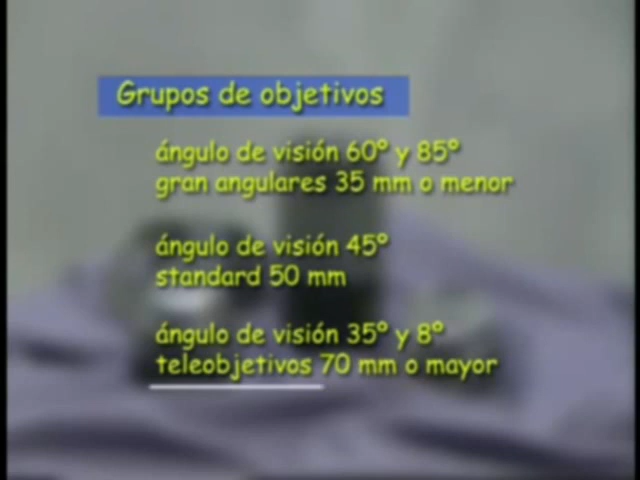 Grupos de objetivos
ángulo de visión 60º y 85º
gran angulares 35 mm o menor
ángulo de visión 45º
standard 50 mm
ángulo de visión 35º y 8º
teleobjetivos 70 mm o mayor